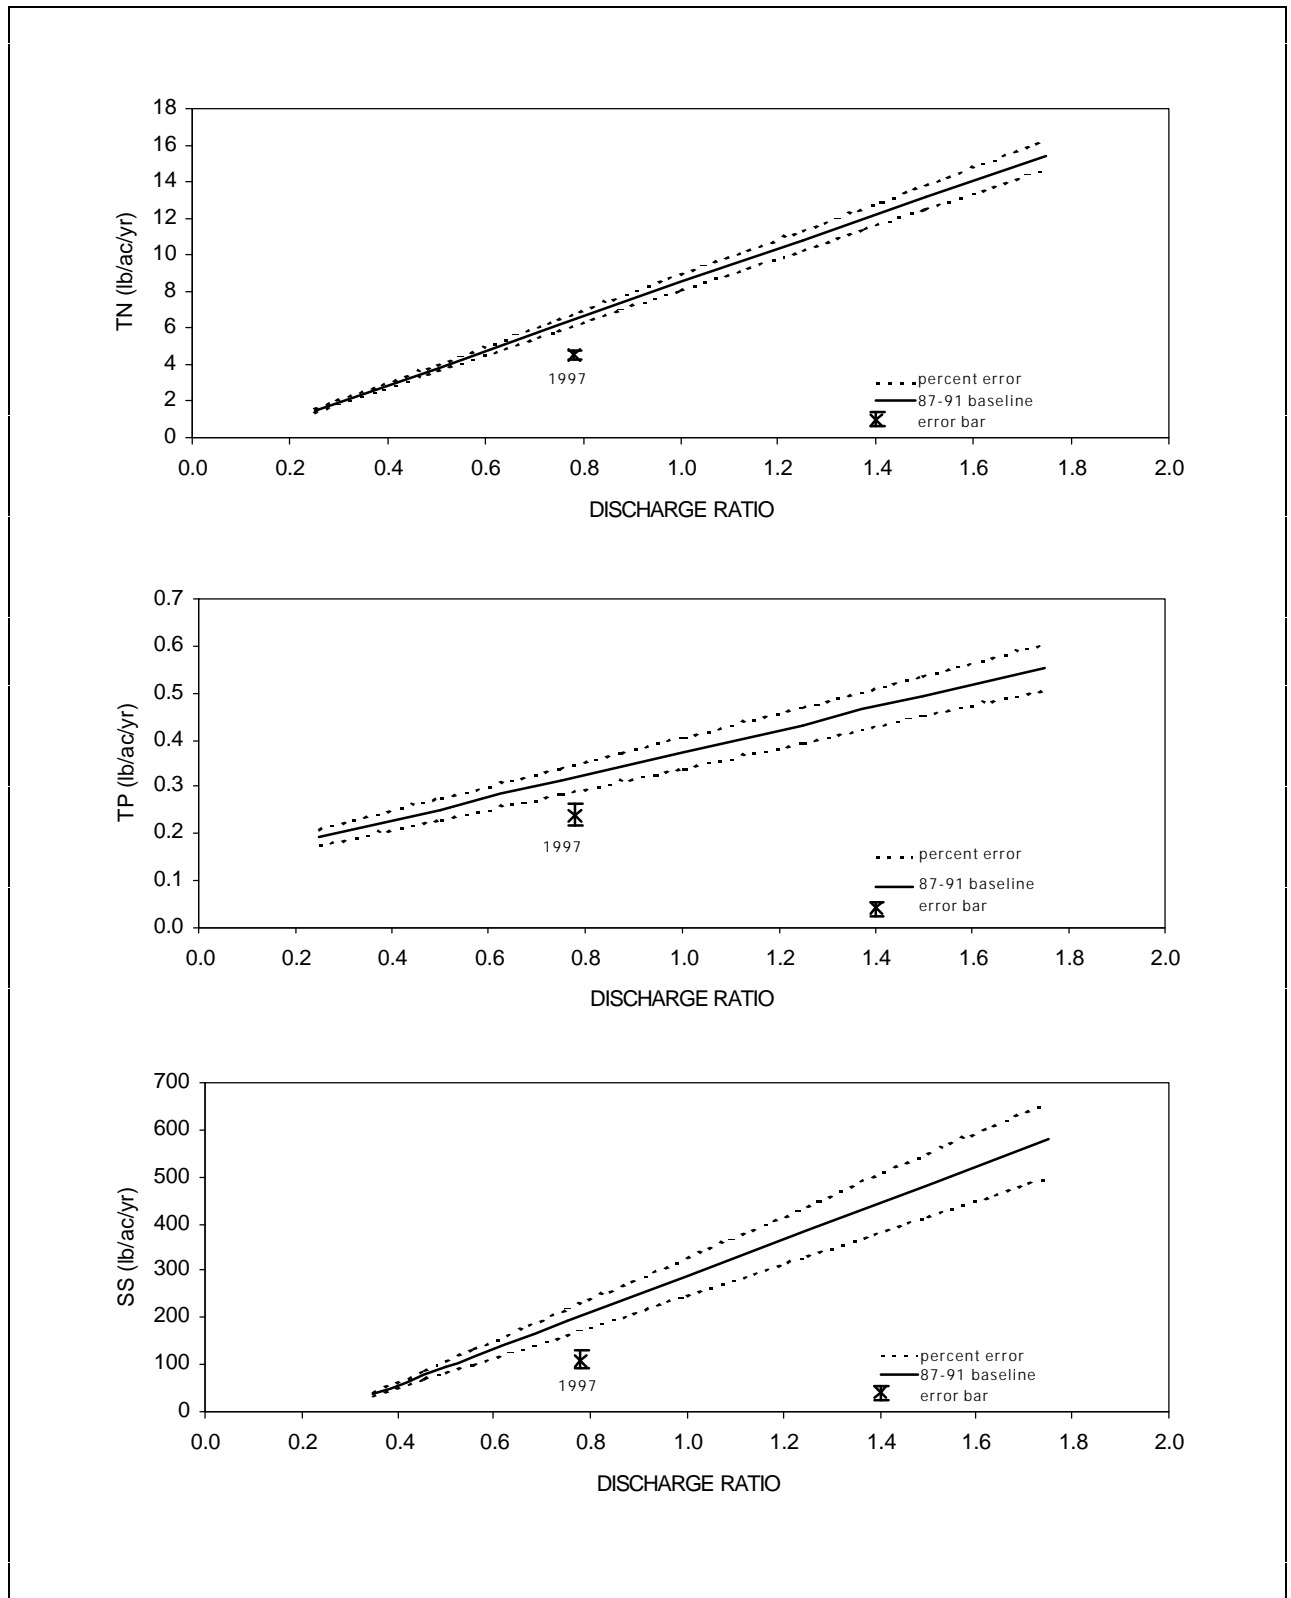 18
16
14
12
10
8
6
4
2
0
TN (lb/ac/yr)
1997
percent error
87-91 baseline
error bar
0.0 0.2 0.4 0.6 0.8 1.0 1.2 1.4 1.6 1.8 2.0
DISCHARGE RATIO
0.7
0.6
0.5
0.4
0.3
0.2
0.1
0.0
TP (lb/ac/yr)
1997
percent error
87-91 baseline
error bar
0.0 0.2 0.4 0.6 0.8 1.0 1.2 1.4 1.6 1.8 2.0
DISCHARGE RATIO
700
600
500
400
300
200
100
0
SS (lb/ac/yr)
1997
percent error
87-91 baseline
error bar
0.0 0.2 0.4 0.6 0.8 1.0 1.2 1.4 1.6 1.8 2.0
DISCHARGE RATIO